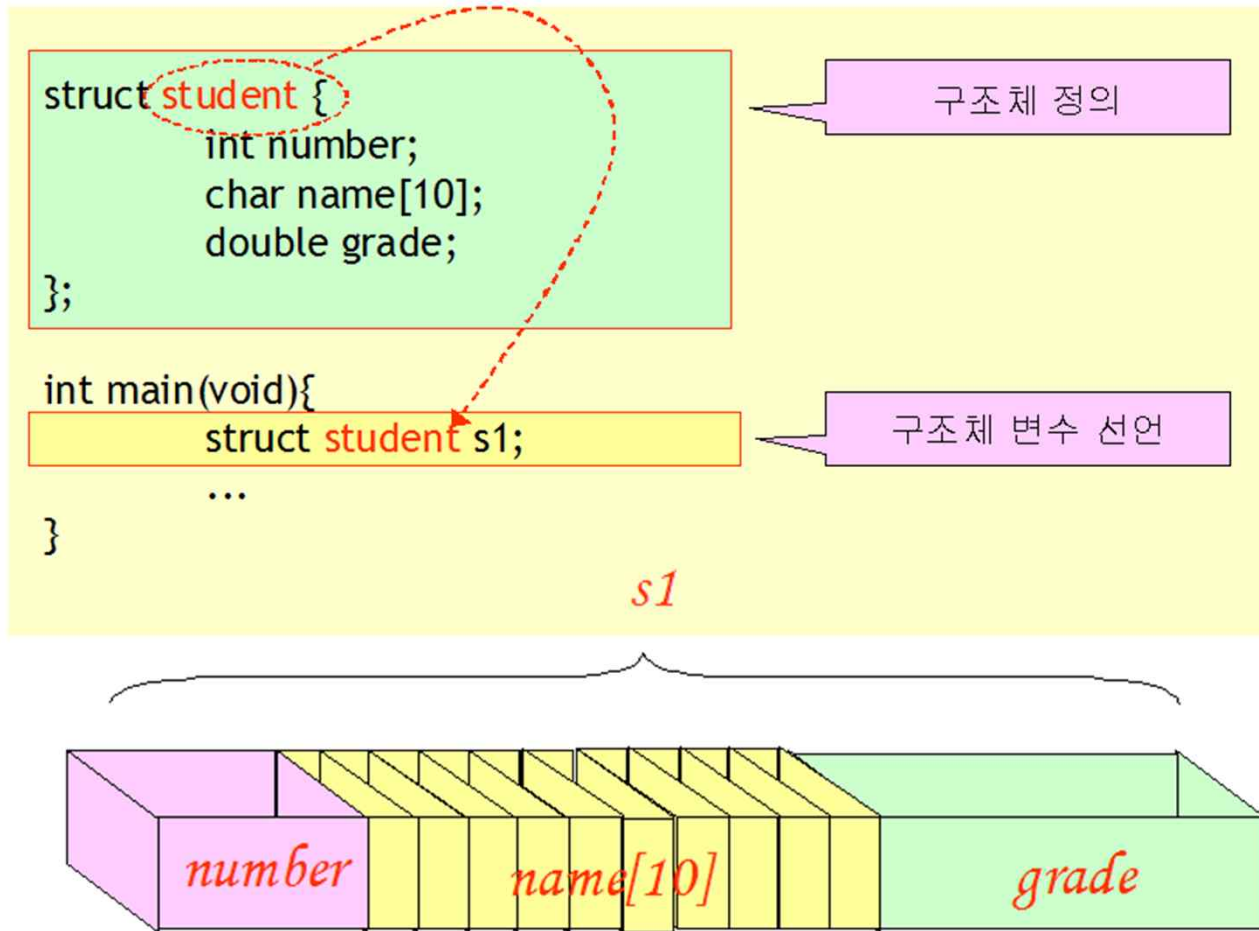 struct student {
int number;
char name[10];
double grade;
};
구조체 정의
int main(void){
struct student s1;
구조체 변수 선언
...
}
s1
number
name[10]
grade